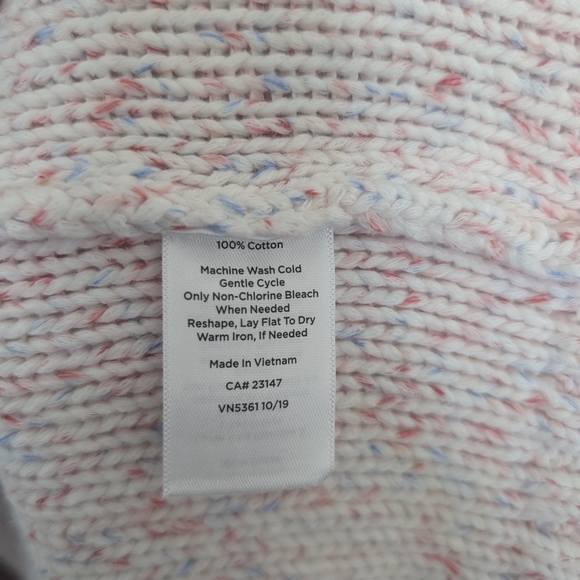 100% Cotton
Machine Wash Cold
Gentle Cycle
Only Non-Chlorine Bleach
When Needed
Reshape, Lay Flat To Dry
Warm Iron, If Needed
Made In Vietnam
CA# 23147
VN5361 10/19